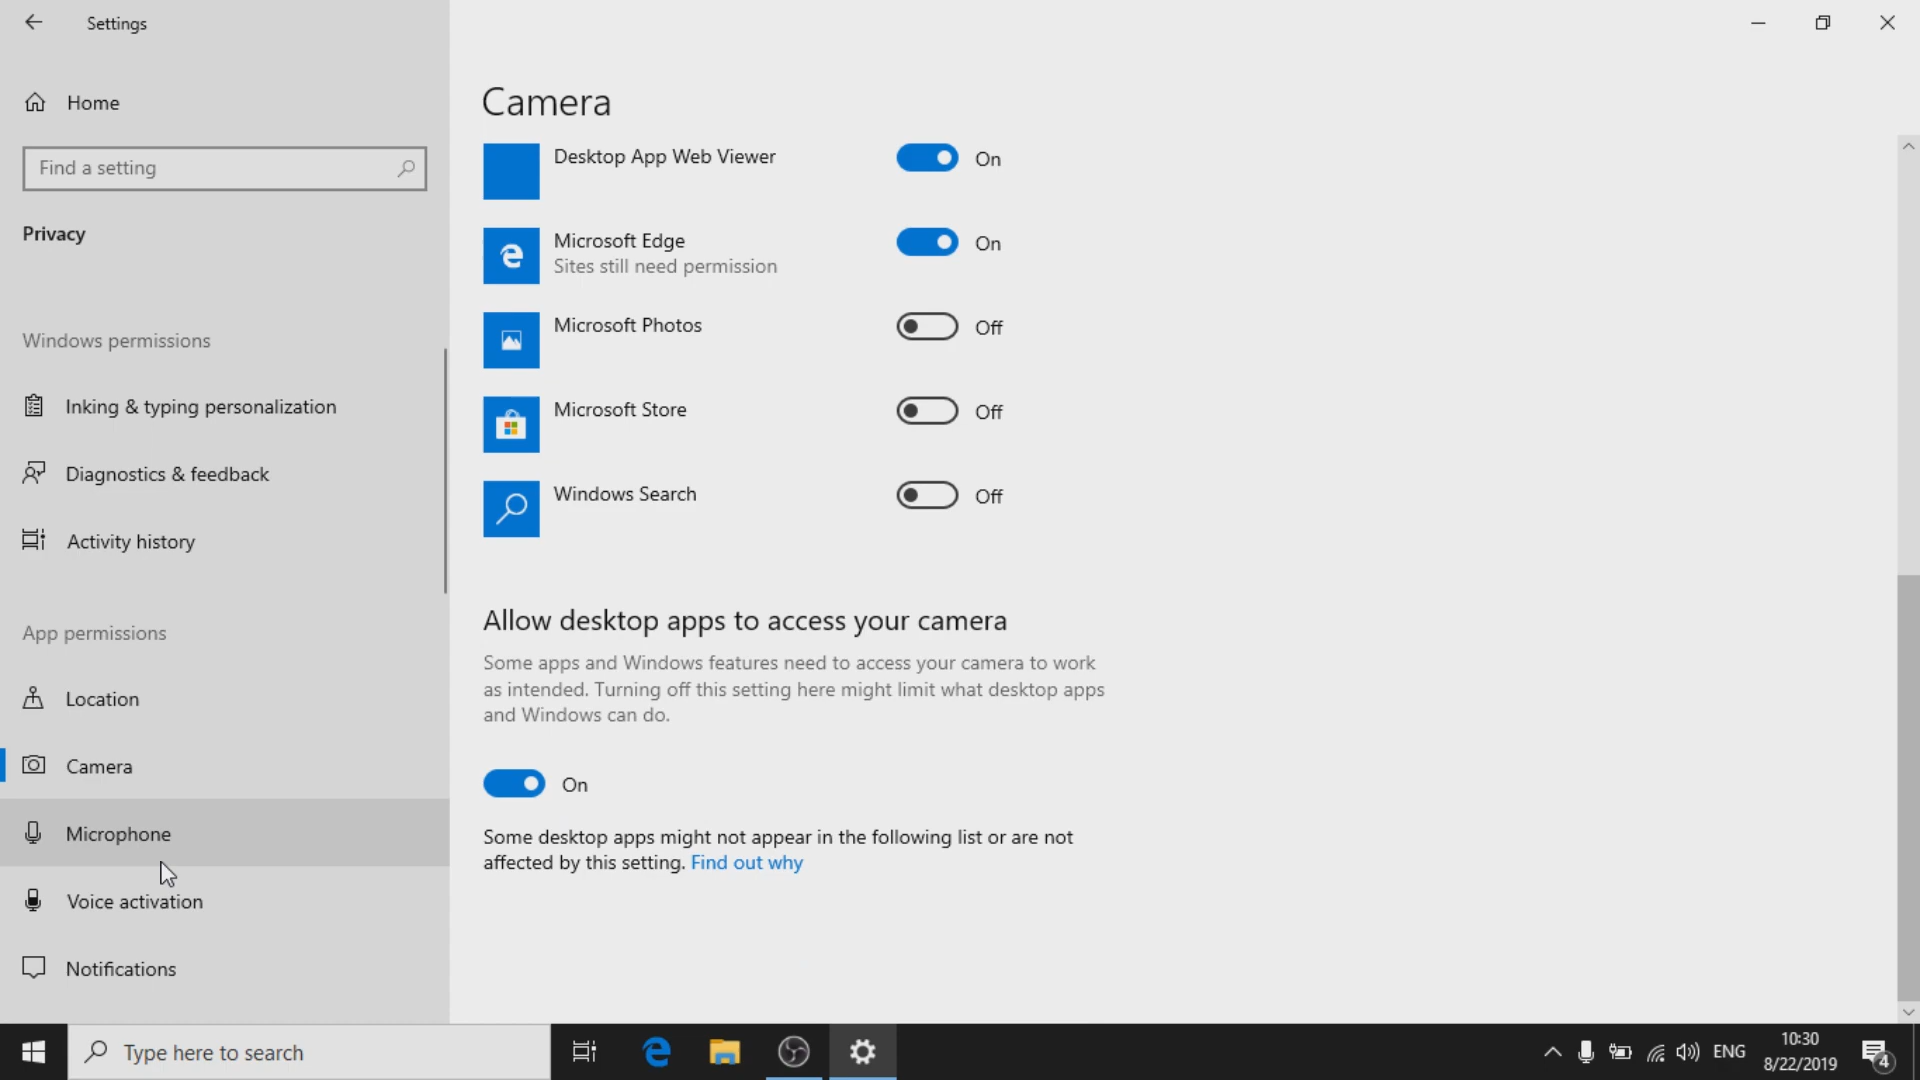 Settings
Home
Find a setting
Privacy
Windows permissions
Inking & typing personalization
Diagnostics & feedback
Activity history
App permissions
Location
Camera
Microphone
Voice activation
Notifications
Camera
Desktop App Web Viewer
On
Microsoft Edge
Sites still need permission
On
Microsoft Photos
Off
Microsoft Store
Off
Windows Search
Off
Allow desktop apps to access your camera
Some apps and Windows features need to access your camera to work
as intended. Turning off this setting here might limit what desktop apps
and Windows can do.
On
Some desktop apps might not appear in the following list or are not
affected by this setting. Find out why
Type here to search
ENG
10:30
8/22/2019
4